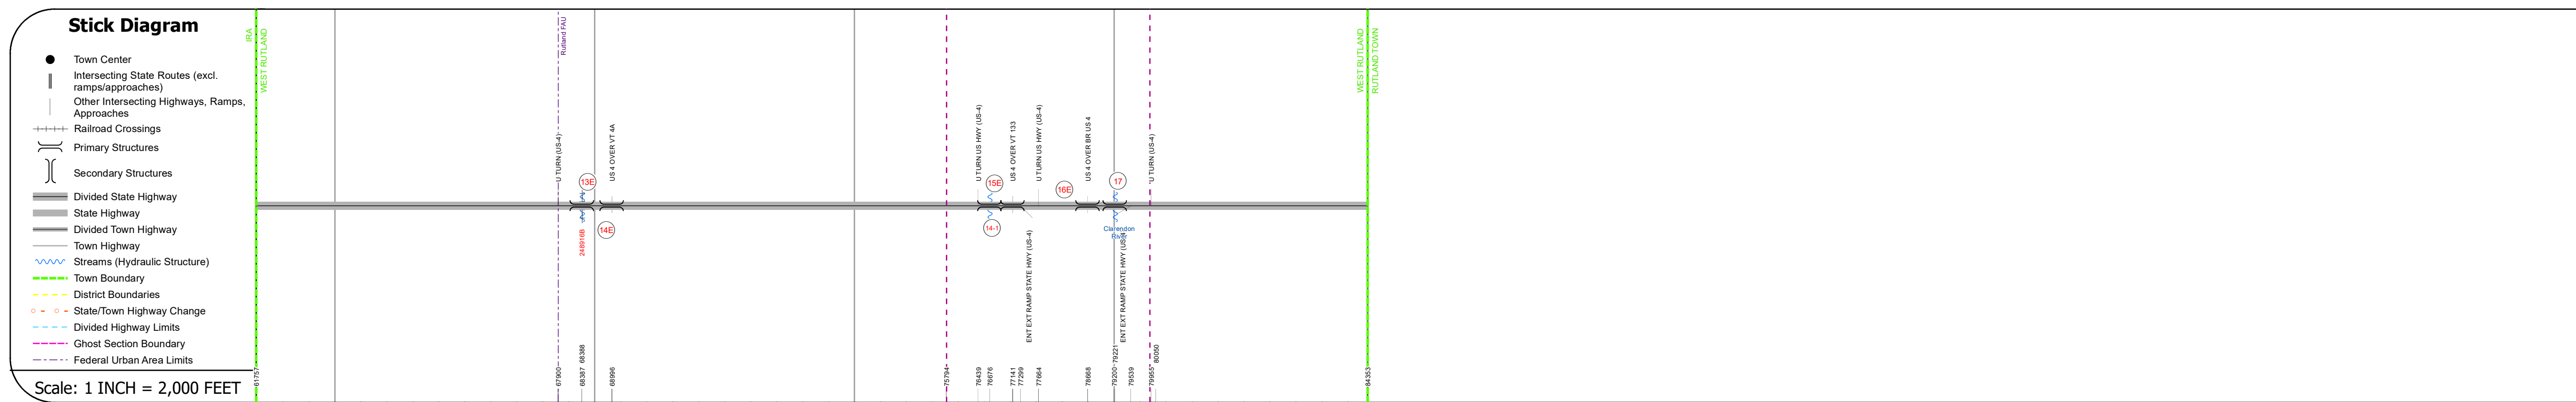 Stick Diagram
Town Center
Intersecting State Routes (excl.
ramps/approaches)
Other Intersecting Highways, Ramps,
Approaches
Railroad Crossings
Primary Structures
Secondary Structures
Divided State Highway
State Highway
Divided Town Highway
Town Highway
Streams (Hydraulic Structure)
Town Boundary
District Boundaries
State/Town Highway Change
Divided Highway Limits
Ghost Section Boundary
Federal Urban Area Limits
Scale: 1 INCH = 2,000 FEET
IRA
WEST RUTLAND
Rutland FAU
U TURN (US-4)
13E
US 4 OVER VT 4A
248916B
14E
U TURN US HWY (US-4)
15E
US 4 OVER VT 133
U TURN US HWY (US-4)
16E
US 4 OVER BR US 4
17
U TURN (US-4)
14-1
ENT EXT RAMP STATE HWY (US-4)
Clarendon
River
ENT EXT RAMP STATE HWY (US-4
WEST RUTLAND
RUTLAND TOWN
61757
67900
68387
68388
68996
75794
76439
76676
77141
77299
77664
78668
79200
79221
79539
79955
80050
84353